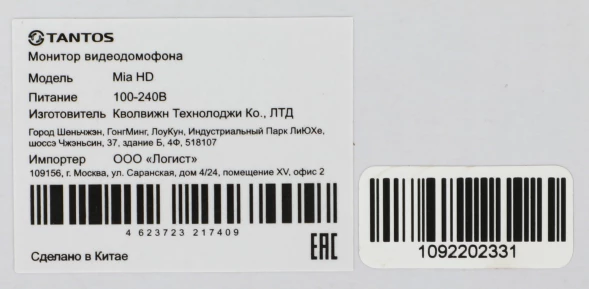 TANTOS
Монитор видеодомофона
Модель Mia HD
Питание 100-240В
Изготовитель Кволвижн Технолоджи Ко., ЛТД
Город Шеньчжэн, ГонгМинг, ЛоуКун, Индустриальный Парк ЛиЮХе,
шоссэ Чжэньсин, 37, здание Б, 4Ф, 518107
Импортер ООО «Логист»
109156, г. Москва, ул. Саранская, дом 4/24, помещение XV, офис 2
4 623723 217409
Сделано в Китае
EAC
1092202331